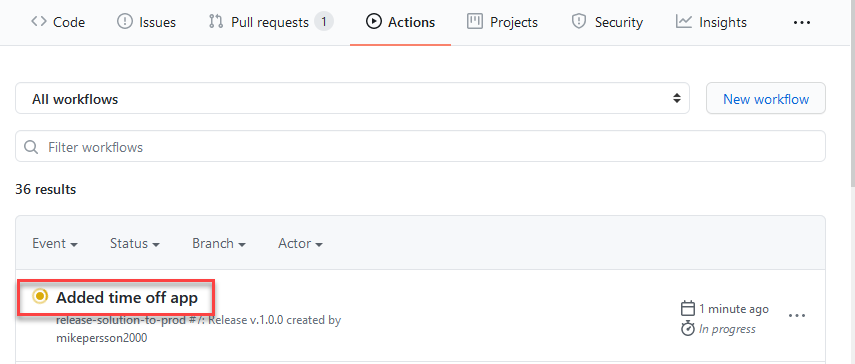 Code Issues Pull requests 1 Actions Projects Security Insights ...
All workflows New workflow
Filter workflows
36 results
Event Status Branch Actor
Added time off app
release-solution-to-prod #7: Release v.1.0.0 created by
mikepersson2000
1 minute ago
In progress